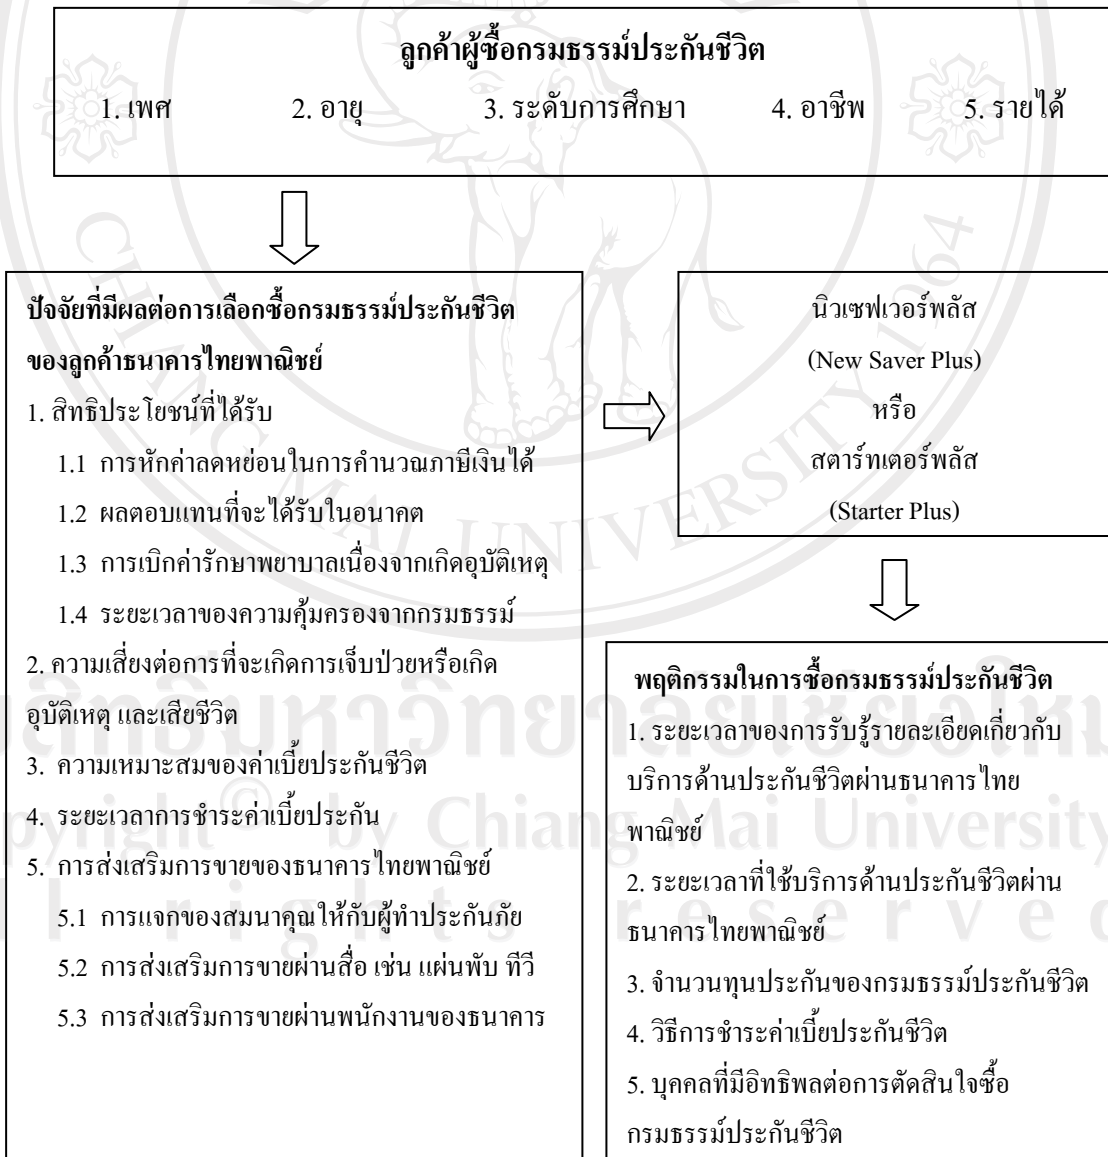 ลูกค้าผู้ซื้อกรมธรรม์ประกันชีวิต
1. เพศ 2. อายุ 3. ระดับการศึกษา 4. อาชีพ 5. รายได้
ปัจจัยที่มีผลต่อการเลือกซื้อกรมธรรม์ประกันชีวิต
ของลูกค้าธนาคารไทยพาณิชย์
1. สิทธิประโยชน์ที่ได้รับ
1.1 การหักค่าลดหย่อนในการคำนวณภาษีเงินได้
1.2 ผลตอบแทนที่จะได้รับในอนาคต
1.3 การเบิกค่ารักษาพยาบาลเนื่องจากเกิดอุบัติเหตุ
1.4 ระยะเวลาของความคุ้มครองจากกรมธรรม์
2. ความเสี่ยงต่อการที่จะเกิดการเจ็บป่วยหรือเกิด
อุบัติเหตุ และเสียชีวิต
3. ความเหมาะสมของค่าเบี้ยประกันชีวิต
4. ระยะเวลาการชำระค่าเบี้ยประกัน
5. การส่งเสริมการขายของธนาคารไทยพาณิชย์
5.1 การแจกของสมนาคุณให้กับผู้ทำประกันภัย
5.2 การส่งเสริมการขายผ่านสื่อ เช่น แผ่นพับ ทีวี
5.3 การส่งเสริมการขายผ่านพนักงานของธนาคาร
นิวเซฟเวอร์พลัส
(New Saver Plus)
หรือ
สตาร์ทเตอร์พลัส
(Starter Plus)
พฤติกรรมในการซื้อกรมธรรม์ประกันชีวิต
1. ระยะเวลาของการรับรู้รายละเอียดเกี่ยวกับ
บริการด้านประกันชีวิตผ่านธนาคารไทย
พาณิชย์
2. ระยะเวลาที่ใช้บริการด้านประกันชีวิตผ่าน
ธนาคารไทยพาณิชย์
3. จำนวนทุนประกันของกรมธรรม์ประกันชีวิต
4. วิธีการชำระค่าเบี้ยประกันชีวิต
5. บุคคลที่มีอิทธิพลต่อการตัดสินใจซื้อ
กรมธรรม์ประกันชีวิต
CHIANG MAI UNIVERSITY 1964
by Chiang Mai University
rights reserved